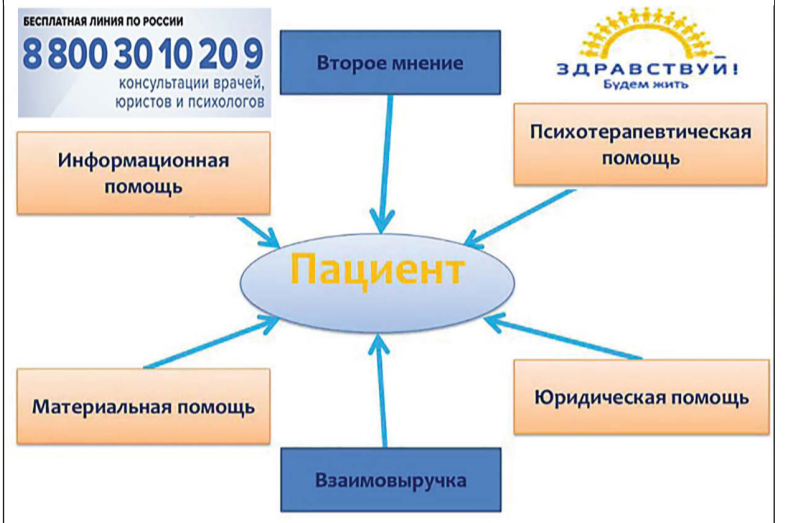 БЕСПЛАТНАЯ ЛИНИЯ ПО РОССИИ
8 800 30 10 20 9
консультации врачей,
юристов и психологов
Второе мнение
ЗДРАВСТВУЙ!
Будем жить
Информационная
помощь
Психотерапевтическая
помощь
Пациент
Материальная помощь
Юридическая помощь
Взаимовыручка